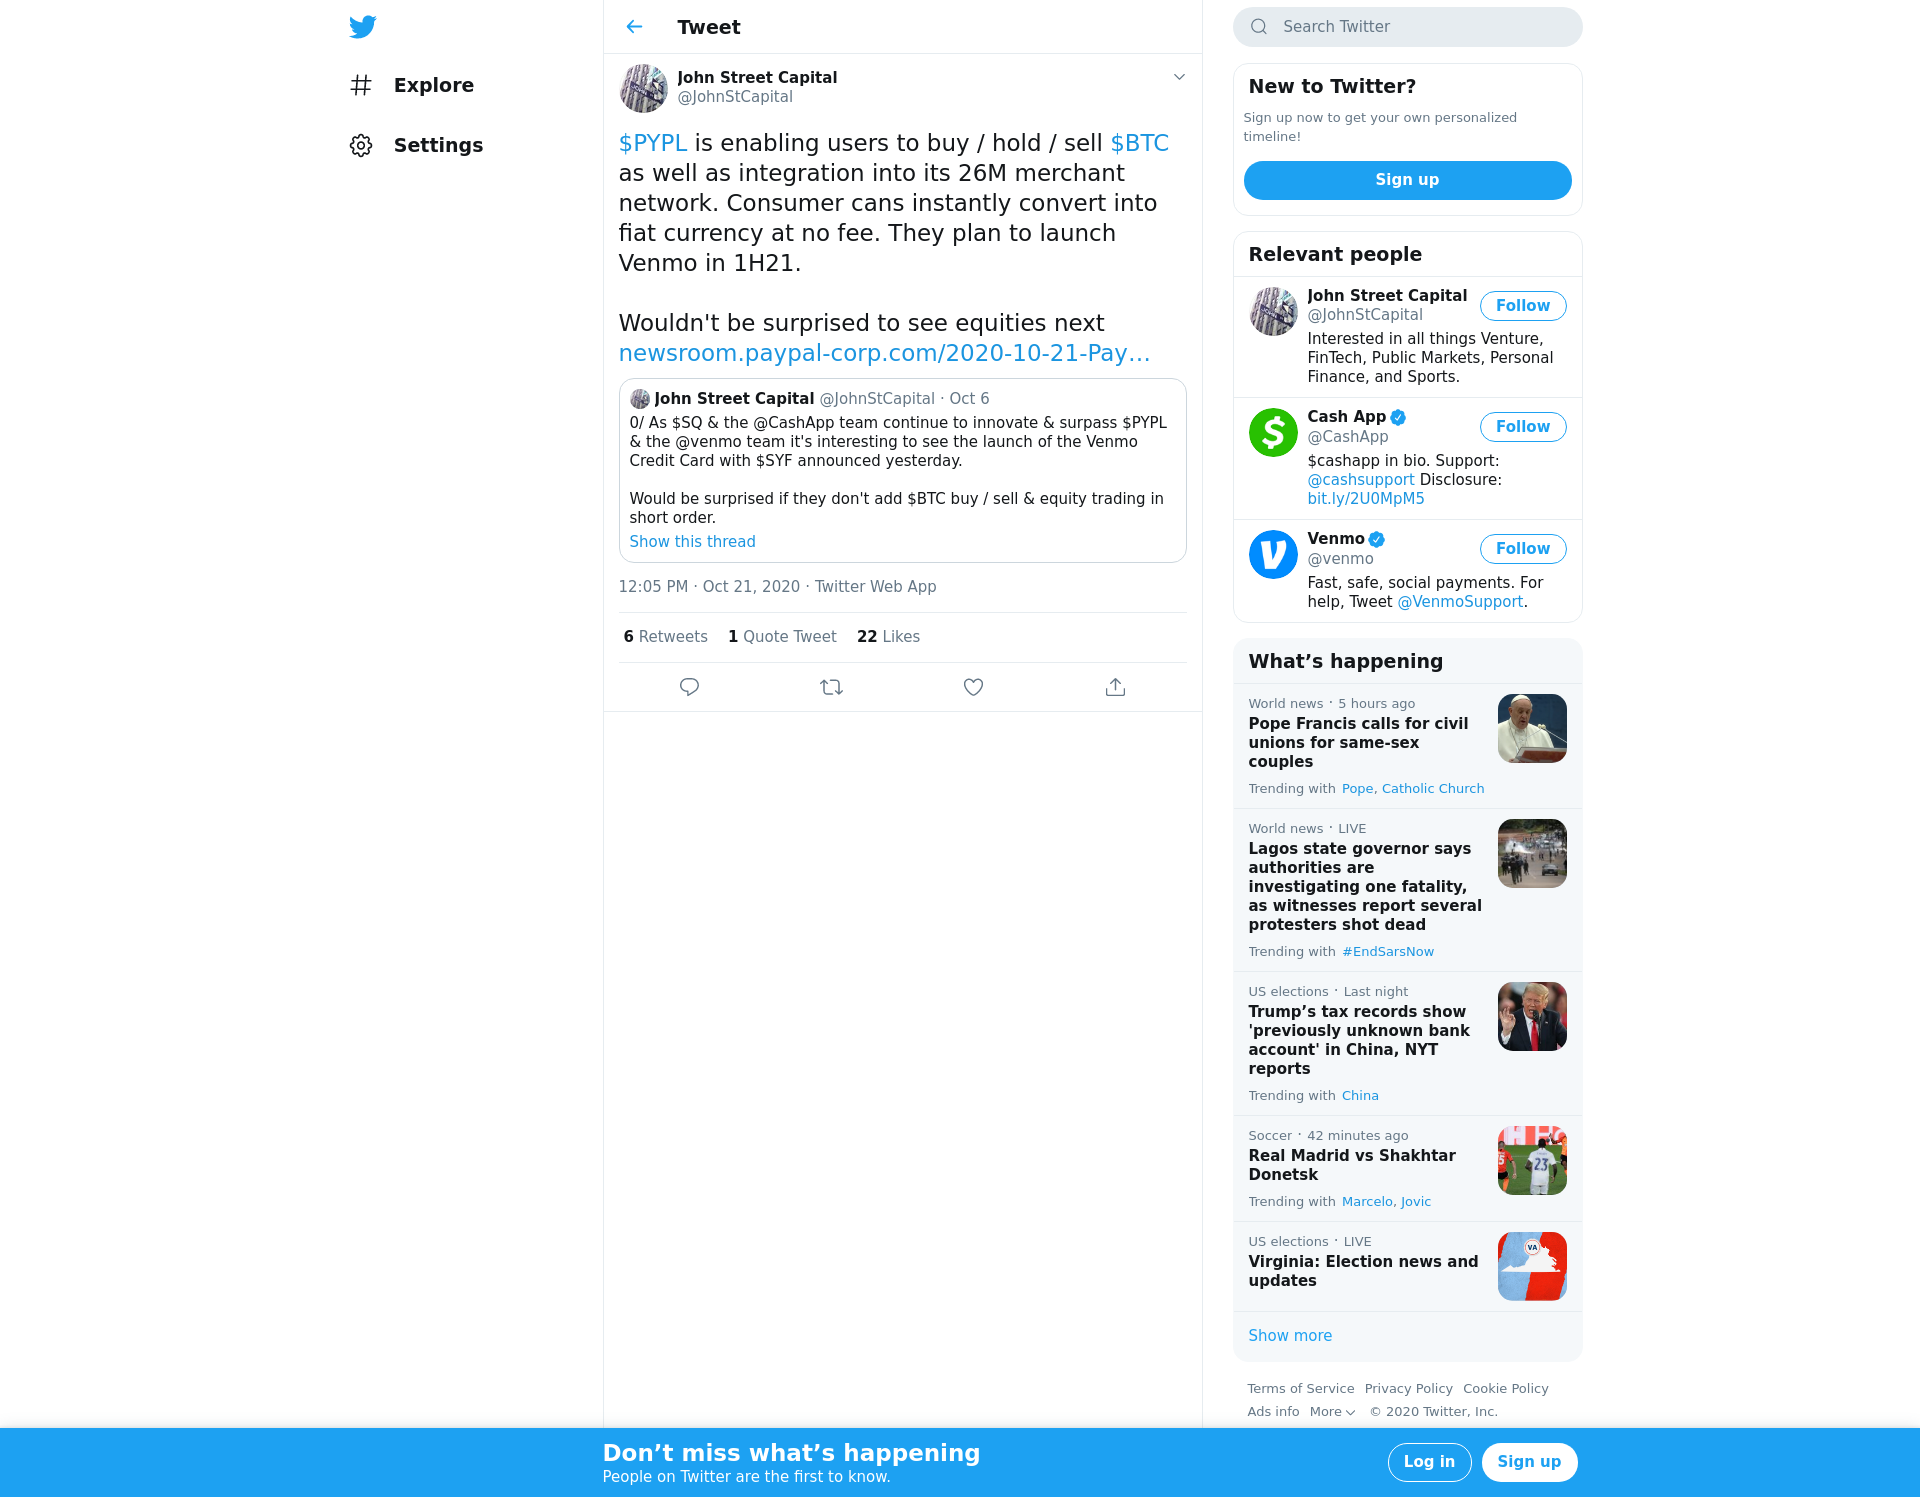 Explore
Settings
Tweet
John Street Capital
@JohnStCapital
$PYPL is enabling users to buy / hold / sell $BTC
as well as integration into its 26M merchant
network. Consumer cans instantly convert into
fiat currency at no fee. They plan to launch
Venmo in 1H21.
Wouldn't be surprised to see equities next
newsroom.paypal-corp.com/2020-10-21-Pay…
John Street Capital @JohnStCapital · Oct 6
0/ As $SQ & the @CashApp team continue to innovate & surpass $PYPL
& the @venmo team it's interesting to see the launch of the Venmo
Credit Card with $SYF announced yesterday.
Would be surprised if they don't add $BTC buy / sell & equity trading in
short order.
Show this thread
12:05 PM · Oct 21, 2020 · Twitter Web App
6 Retweets 1 Quote Tweet 22 Likes
Search Twitter
New to Twitter?
Sign up now to get your own personalized
timeline!
Sign up
Relevant people
John Street Capital
@JohnStCapital
Follow
Interested in all things Venture,
FinTech, Public Markets, Personal
Finance, and Sports.
Cash App
@CashApp
Follow
$cashapp in bio. Support:
@cashsupport Disclosure:
bit.ly/2U0MpM5
Venmo
@venmo
Follow
Fast, safe, social payments. For
help, Tweet @VenmoSupport.
What’s happening
World news · 5 hours ago
Pope Francis calls for civil
unions for same-sex
couples
Trending with Pope, Catholic Church
World news · LIVE
Lagos state governor says
authorities are
investigating one fatality,
as witnesses report several
protesters shot dead
Trending with #EndSarsNow
US elections · Last night
Trump’s tax records show
'previously unknown bank
account' in China, NYT
reports
Trending with China
Soccer · 42 minutes ago
Real Madrid vs Shakhtar
Donetsk
Trending with Marcelo, Jovic
23
US elections · LIVE
Virginia: Election news and
updates
VA
Show more
Terms of Service Privacy Policy Cookie Policy
Ads info More © 2020 Twitter, Inc.
Don’t miss what’s happening
People on Twitter are the first to know.
Log in
Sign up